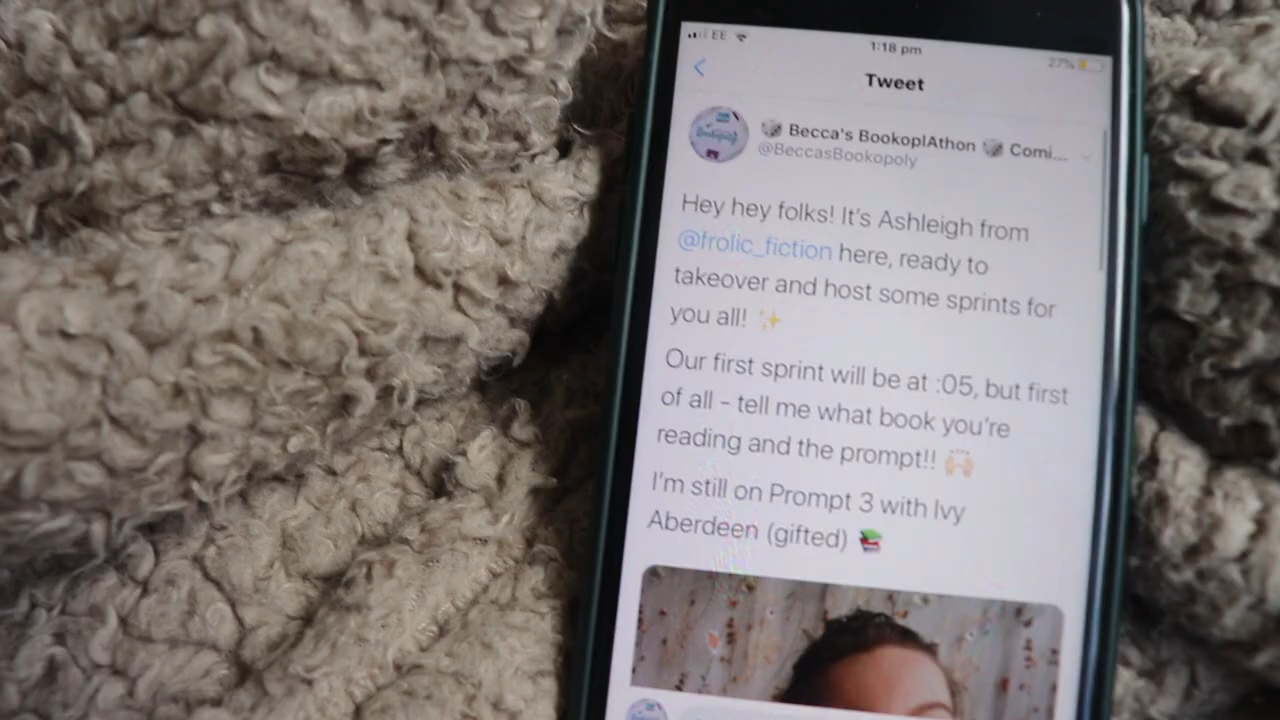 EE
1:18 pm
27%
Tweet
Becca's BookoplAthon 🎲 Comi...
@BeccasBookopoly
Hey hey folks! It's Ashleigh from
@frolic_fiction here, ready to
takeover and host some sprints for
you all! ✨
Our first sprint will be at :05, but first
of all - tell me what book you're
reading and the prompt!! 🙌🏻
I'm still on Prompt 3 with Ivy
Aberdeen (gifted) 📚